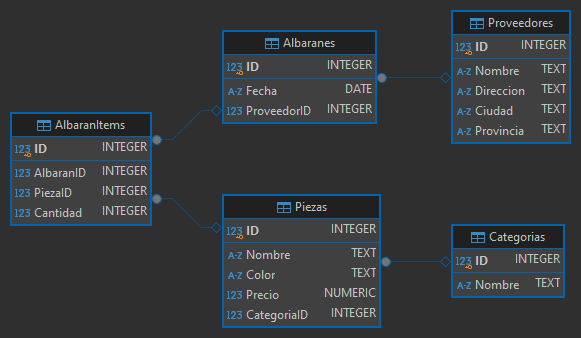 Albaranes
123 ID INTEGER
A-Z Fecha DATE
123 ProveedorID INTEGER
Proveedores
123 ID INTEGER
A-Z Nombre TEXT
A-Z Direccion TEXT
A-Z Ciudad TEXT
A-Z Provincia TEXT
AlbaranItems
123 ID INTEGER
123 AlbaranID INTEGER
123 PiezaID INTEGER
123 Cantidad INTEGER
Piezas
123 ID INTEGER
A-Z Nombre TEXT
A-Z Color TEXT
123 Precio NUMERIC
123 CategoriaID INTEGER
Categorias
123 ID INTEGER
A-Z Nombre TEXT